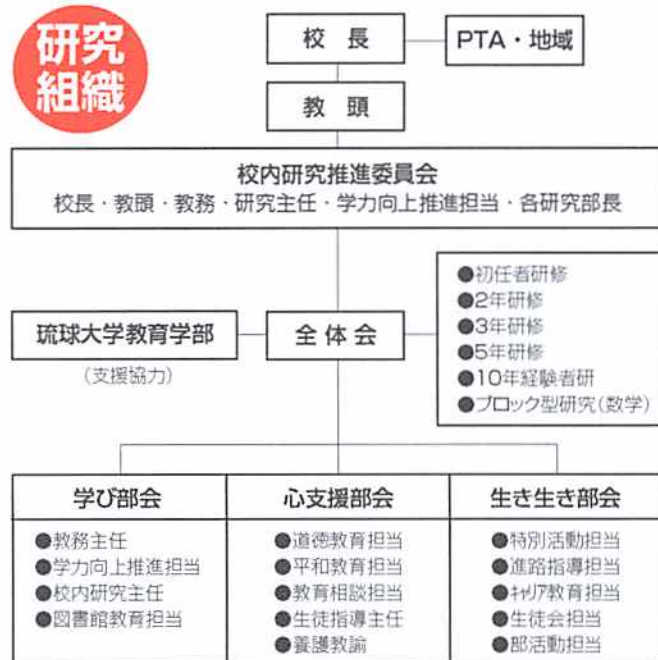 研究
組織
校長
PTA・地域
教頭
校内研究推進委員会
校長・教頭・教務・研究主任・学力向上推進担当・各研究部長
●初任者研修
●2年研修
●3年研修
●5年研修
●10年経験者研
●ブロック型研究(数学)
琉球大学教育学部
(支援協力)
全体会
学び部会
●教務主任
●学力向上推進担当
●校内研究主任
●図書館教育担当
心支援部会
●道徳教育担当
●平和教育担当
●教育相談担当
●生徒指導主任
●養護教諭
生き生き部会
●特別活動担当
●進路指導担当
●キャリア教育担当
●生徒会担当
●部活動担当